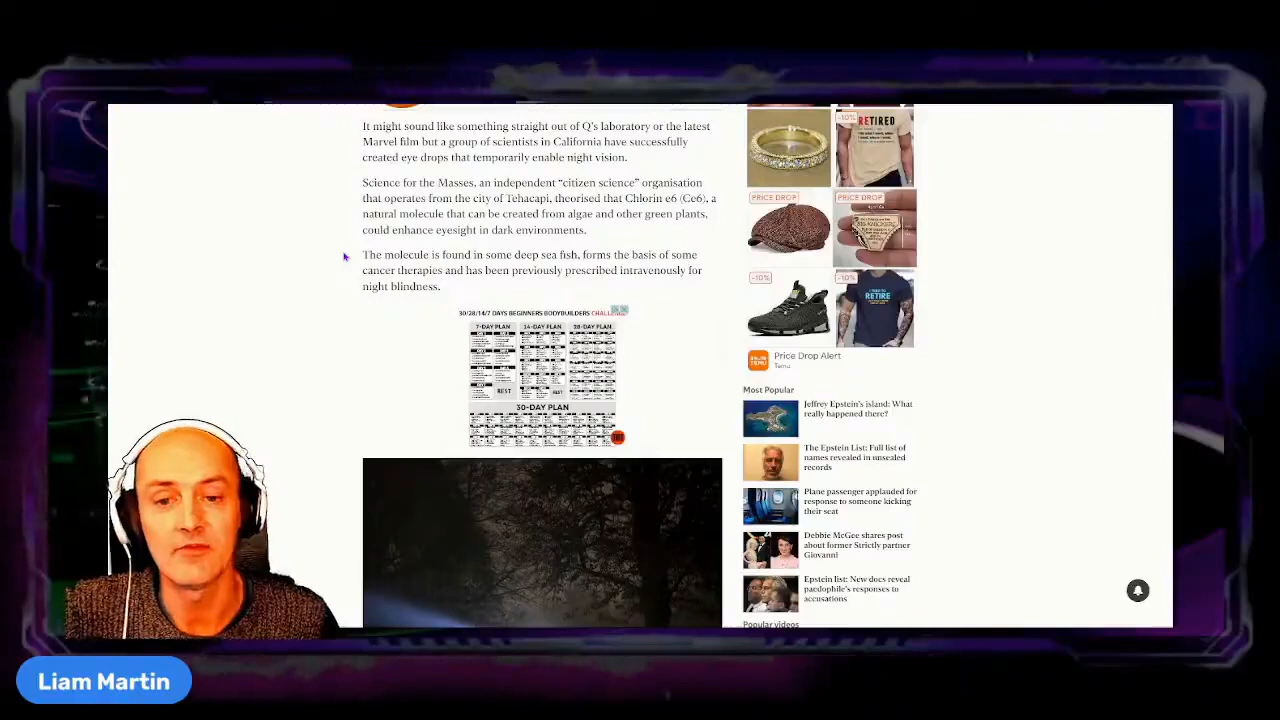 It might sound like something straight out of Q's laboratory or the latest
Marvel film but a group of scientists in California have successfully
created eye drops that temporarily enable night vision.
Science for the Masses, an independent “citizen science” organisation
that operates from the city of Tehacapi, theorised that Chlorin e6 (Ce6), a
natural molecule that can be created from algae and other green plants,
could enhance eyesight in dark environments.
The molecule is found in some deep sea fish, forms the basis of some
cancer therapies and has been previously prescribed intravenously for
night blindness.
30/28/14/7 DAYS BEGINNERS BODYBUILDERS CHALLENGE
7-DAY PLAN 14-DAY PLAN 28-DAY PLAN
REST
30-DAY PLAN
-10%
RETIRED
PRICE DROP
PRICE DROP
-10%
-10%
RETIRE
TEMU
Price Drop Alert
Temu
Most Popular
Jeffrey Epstein's island: What
really happened there?
The Epstein List: Full list of
names revealed in unsealed
records
Plane passenger applauded for
response to someone kicking
their seat
Debbie McGee shares post
about former Strictly partner
Giovanni
Epstein list: New docs reveal
paedophile's responses to
accusations
Popular videos
Liam Martin